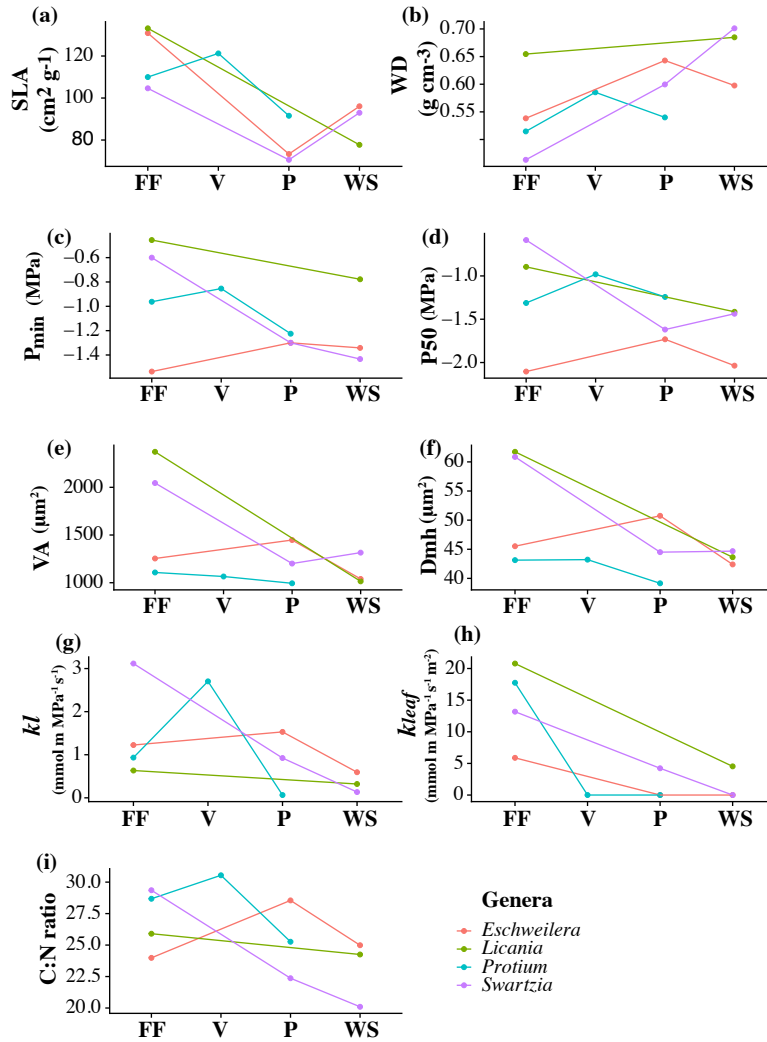 (a)
SLA
(cm² g-1)
120
100
80
FF V P WS
(b)
WD
(g cm-3)
0.70
0.65
0.60
0.55
FF V P WS
(c)
Pmin (MPa)
−0.6
−0.8
−1.0
−1.2
−1.4
FF V P WS
(d)
P50 (MPa)
−1.0
−1.5
−2.0
FF V P WS
(e)
VA (µm²)
2000
1500
1000
FF V P WS
(f)
Dmh (µm²)
60
55
50
45
40
FF V P WS
(g)
kl
(mmol m MPa⁻¹ s⁻¹)
3
2
1
0
FF V P WS
(h)
kleaf
(mmol m MPa⁻¹ s⁻¹ m⁻²)
20
15
10
5
0
FF V P WS
(i)
C:N ratio
30.0
27.5
25.0
22.5
20.0
FF V P WS
Genera
Eschweilera
Licania
Protium
Swartzia